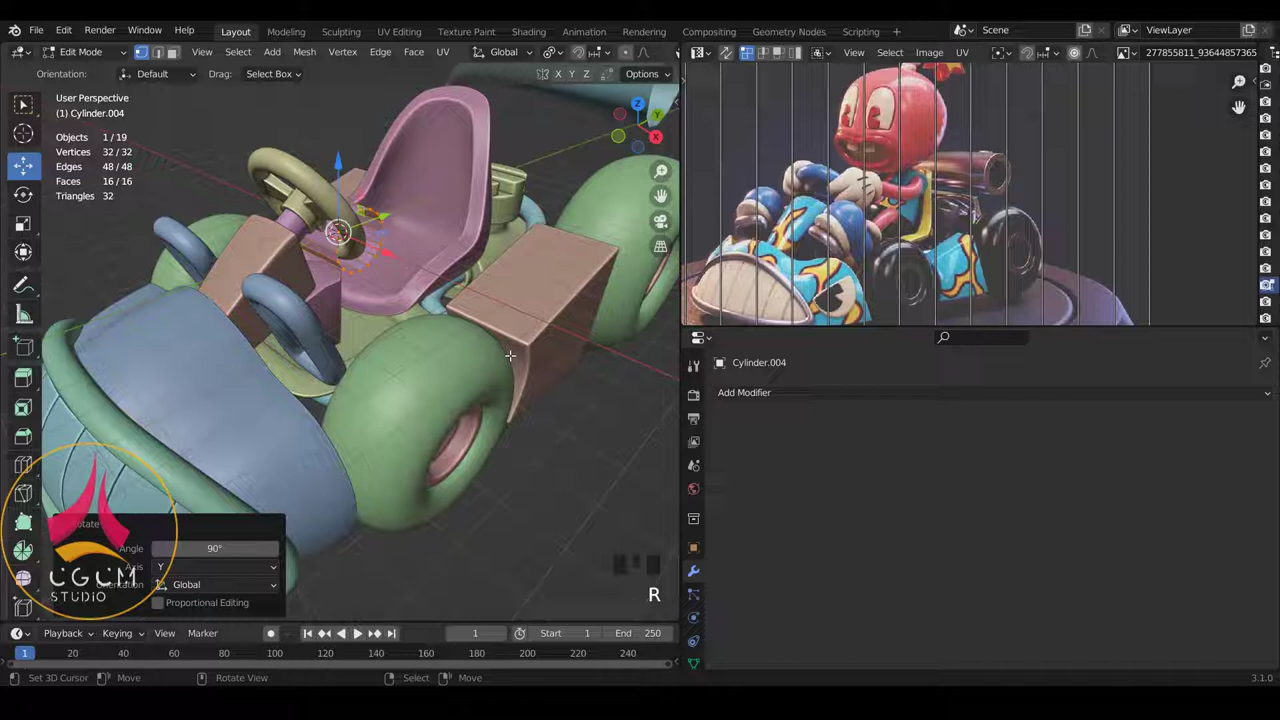 File Edit Render Window Help Layout Modeling Sculpting UV Editing Texture Paint Shading Animation Rendering Compositing Geometry Nodes Scripting Scene ViewLayer
Edit Mode View Select Add Mesh Vertex Edge Face UV Global View Select Image UV 277855811_93644857365
Orientation: Default Drag: Select Box X Y Z Options
User Perspective
(1) Cylinder.004
Objects 1 / 19
Vertices 32 / 32
Edges 48 / 48
Faces 16 / 16
Triangles 32
Z
Y
X
Cylinder.004
Add Modifier
Rotate
Angle 90°
Axis Y
Orientation Global
Proportional Editing
UGUM
STUDIO
R
Playback Keying View Marker 1 Start 1 End 250
1 20 40 60 80 100 120 140 160 180 200 220 240
Set 3D Cursor Move Rotate View Select Move 3.1.0